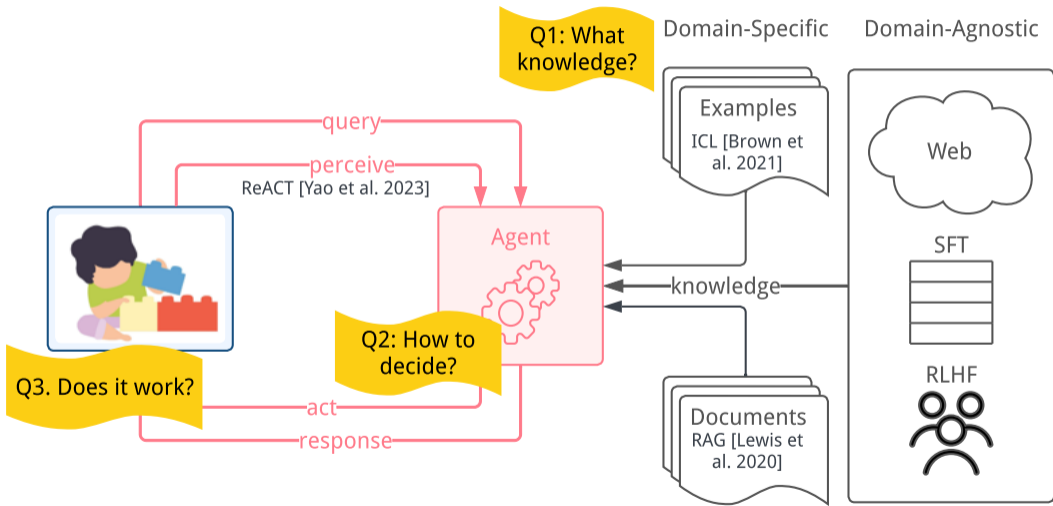 Q1: What
knowledge?
Domain-Specific
Domain-Agnostic
Examples
ICL [Brown et
al. 2021]
Web
query
perceive
ReACT [Yao et al. 2023]
Agent
SFT
knowledge
Q2: How to
decide?
Q3. Does it work?
RLHF
act
response
Documents
RAG [Lewis et
al. 2020]